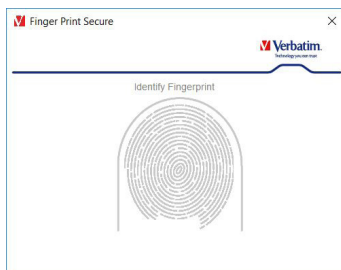 Finger Print Secure
Verbatim.
Technology you can trust
Identify Fingerprint